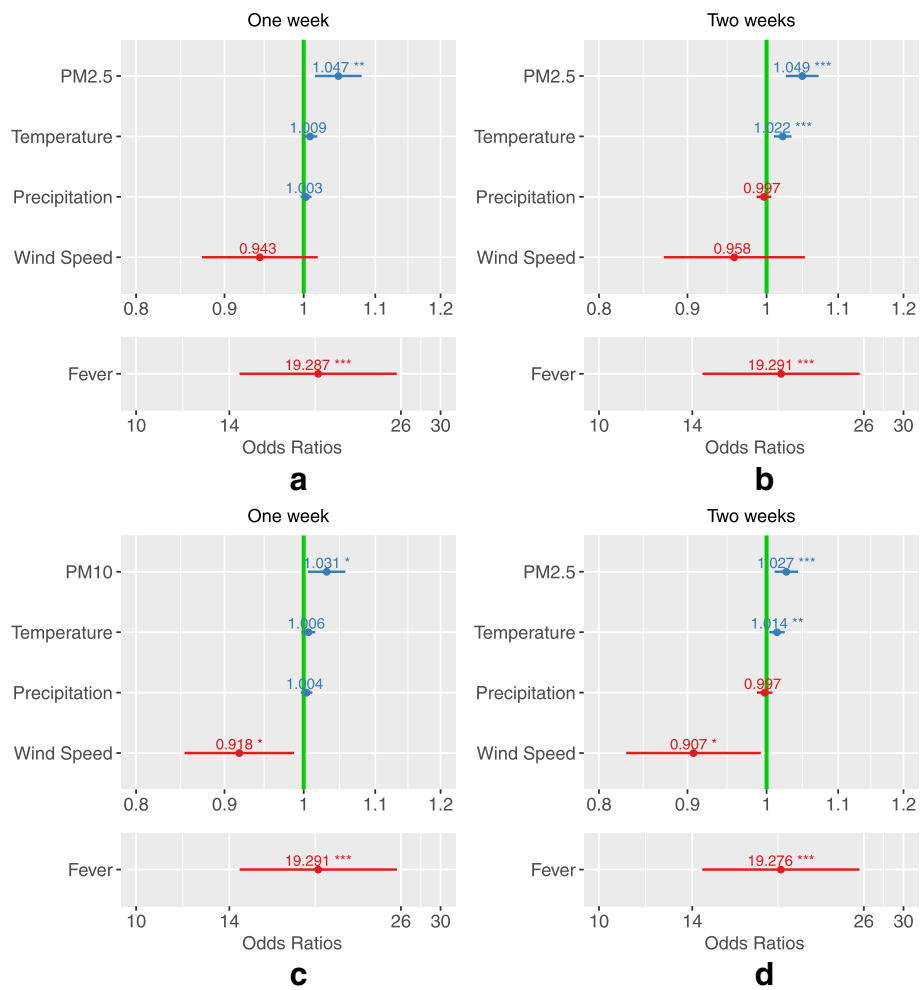 One week
PM2.5
1.047 **
Temperature
1.009
Precipitation
1.003
Wind Speed
0.943
0.8 0.9 1 1.1 1.2
Fever
19.287 ***
10 14 26 30
Odds Ratios
a
Two weeks
PM2.5
1.049 ***
Temperature
1.022 ***
Precipitation
0.997
Wind Speed
0.958
0.8 0.9 1 1.1 1.2
Fever
19.291 ***
10 14 26 30
Odds Ratios
b
One week
PM10
1.031 *
Temperature
1.006
Precipitation
1.004
Wind Speed
0.918 *
0.8 0.9 1 1.1 1.2
Fever
19.291 ***
10 14 26 30
Odds Ratios
c
Two weeks
PM2.5
1.027 ***
Temperature
1.014 **
Precipitation
0.997
Wind Speed
0.907 *
0.8 0.9 1 1.1 1.2
Fever
19.276 ***
10 14 26 30
Odds Ratios
d